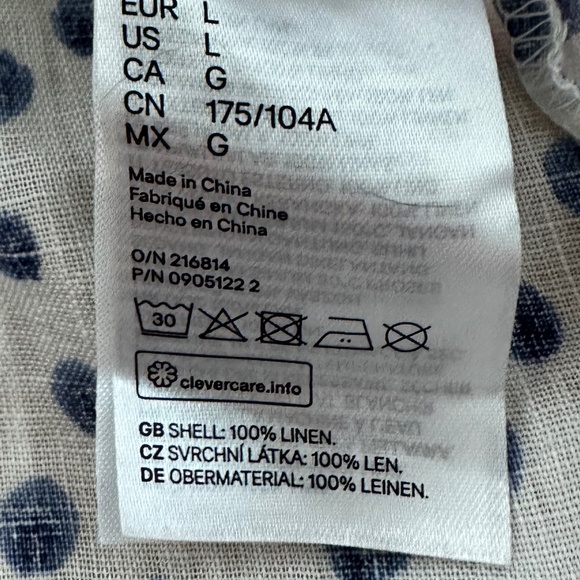 EUR L
US L
CA G
CN 175/104A
MX G
Made in China
Fabriqué en Chine
Hecho en China
O/N 216814
P/N 0905122 2
30
clevercare.info
GB SHELL: 100% LINEN.
CZ SVRCHNÍ LÁTKA: 100% LEN.
DE OBERMATERIAL: 100% LEINEN.